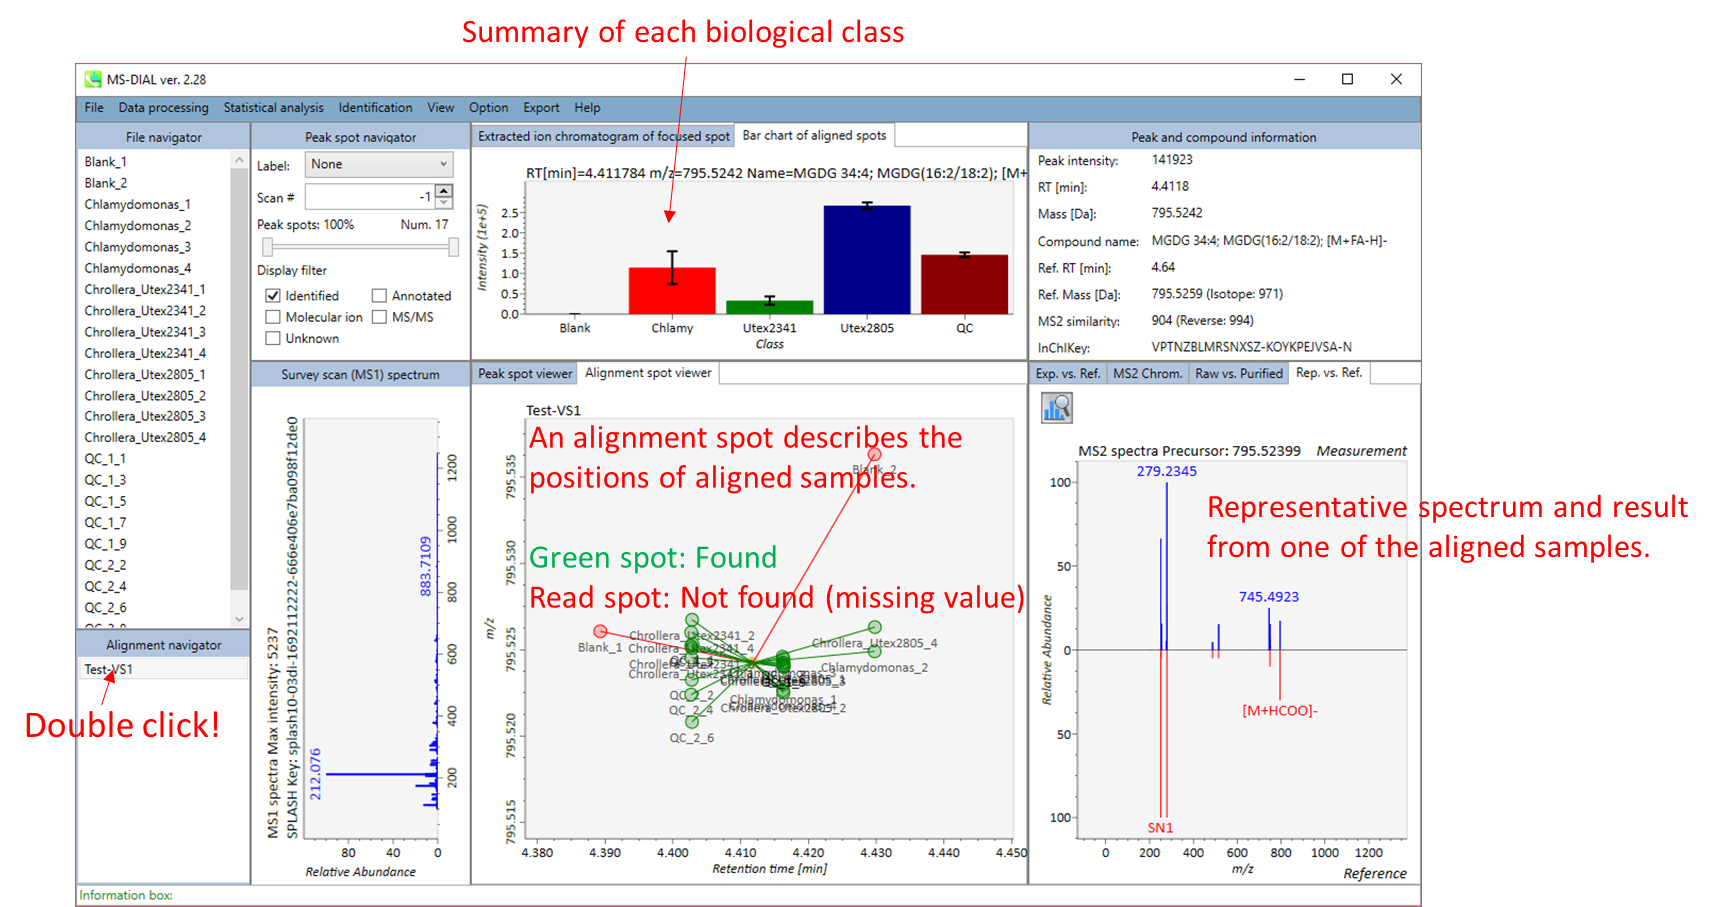 Summary of each biological class
MS-DIAL ver. 2.28
File Data processing Statistical analysis Identification View Option Export Help
File navigator
Blank_1
Blank_2
Chlamydomonas_1
Chlamydomonas_2
Chlamydomonas_3
Chlamydomonas_4
Chrollera_Utex2341_1
Chrollera_Utex2341_2
Chrollera_Utex2341_3
Chrollera_Utex2341_4
Chrollera_Utex2805_1
Chrollera_Utex2805_2
Chrollera_Utex2805_3
Chrollera_Utex2805_4
QC_1_1
QC_1_3
QC_1_5
QC_1_7
QC_1_9
QC_2_2
QC_2_4
QC_2_6
Alignment navigator
Test-VS1
Double click!
Peak spot navigator
Label: None
Scan # -1
Peak spots: 100% Num. 17
Display filter
Identified Annotated
Molecular ion MS/MS
Unknown
Survey scan (MS1) spectrum
MS1 spectra Max intensity: 5237
SPLASH Key: splash10-03di-1692112222-666e406e7ba098f12de0
883.7109
212.076
1200
1000
800
600
400
200
80 40 0
Relative Abundance
Extracted ion chromatogram of focused spot Bar chart of aligned spots
RT[min]=4.411784 m/z=795.5242 Name=MGDG 34:4; MGDG(16:2/18:2); [M+
Intensity (1e+5)
2.5
2.0
1.5
1.0
0.5
0.0
Blank Chlamy Utex2341 Utex2805 QC
Class
Peak spot viewer Alignment spot viewer
Test-VS1
An alignment spot describes the
positions of aligned samples.
Green spot: Found
Read spot: Not found (missing value)
m/z
795.535
795.530
795.525
795.520
795.515
Blank_2
Blank_1
Chrollera_Utex2341_2
Chrollera_Utex2341_4
Chrollera_Utex2805_4
Chlamydomonas_2
QC_2_2
QC_2_4
QC_2_6
Chlamydomonas_1
Chrollera_Utex2805_2
4.380 4.390 4.400 4.410 4.420 4.430 4.440 4.450
Retention time [min]
Peak and compound information
Peak intensity: 141923
RT [min]: 4.4118
Mass [Da]: 795.5242
Compound name: MGDG 34:4; MGDG(16:2/18:2); [M+FA-H]-
Ref. RT [min]: 4.64
Ref. Mass [Da]: 795.5259 (Isotope: 971)
MS2 similarity: 904 (Reverse: 994)
InChIKey: VPTNZBLMRSNXSZ-KOYKPEJVSA-N
Exp. vs. Ref. MS2 Chrom. Raw vs. Purified Rep. vs. Ref.
MS2 spectra Precursor: 795.52399 Measurement
279.2345
Representative spectrum and result
from one of the aligned samples.
745.4923
[M+HCOO]-
SN1
Relative Abundance
100
50
0
50
100
0 200 400 600 800 1000 1200
m/z
Reference
Information box: